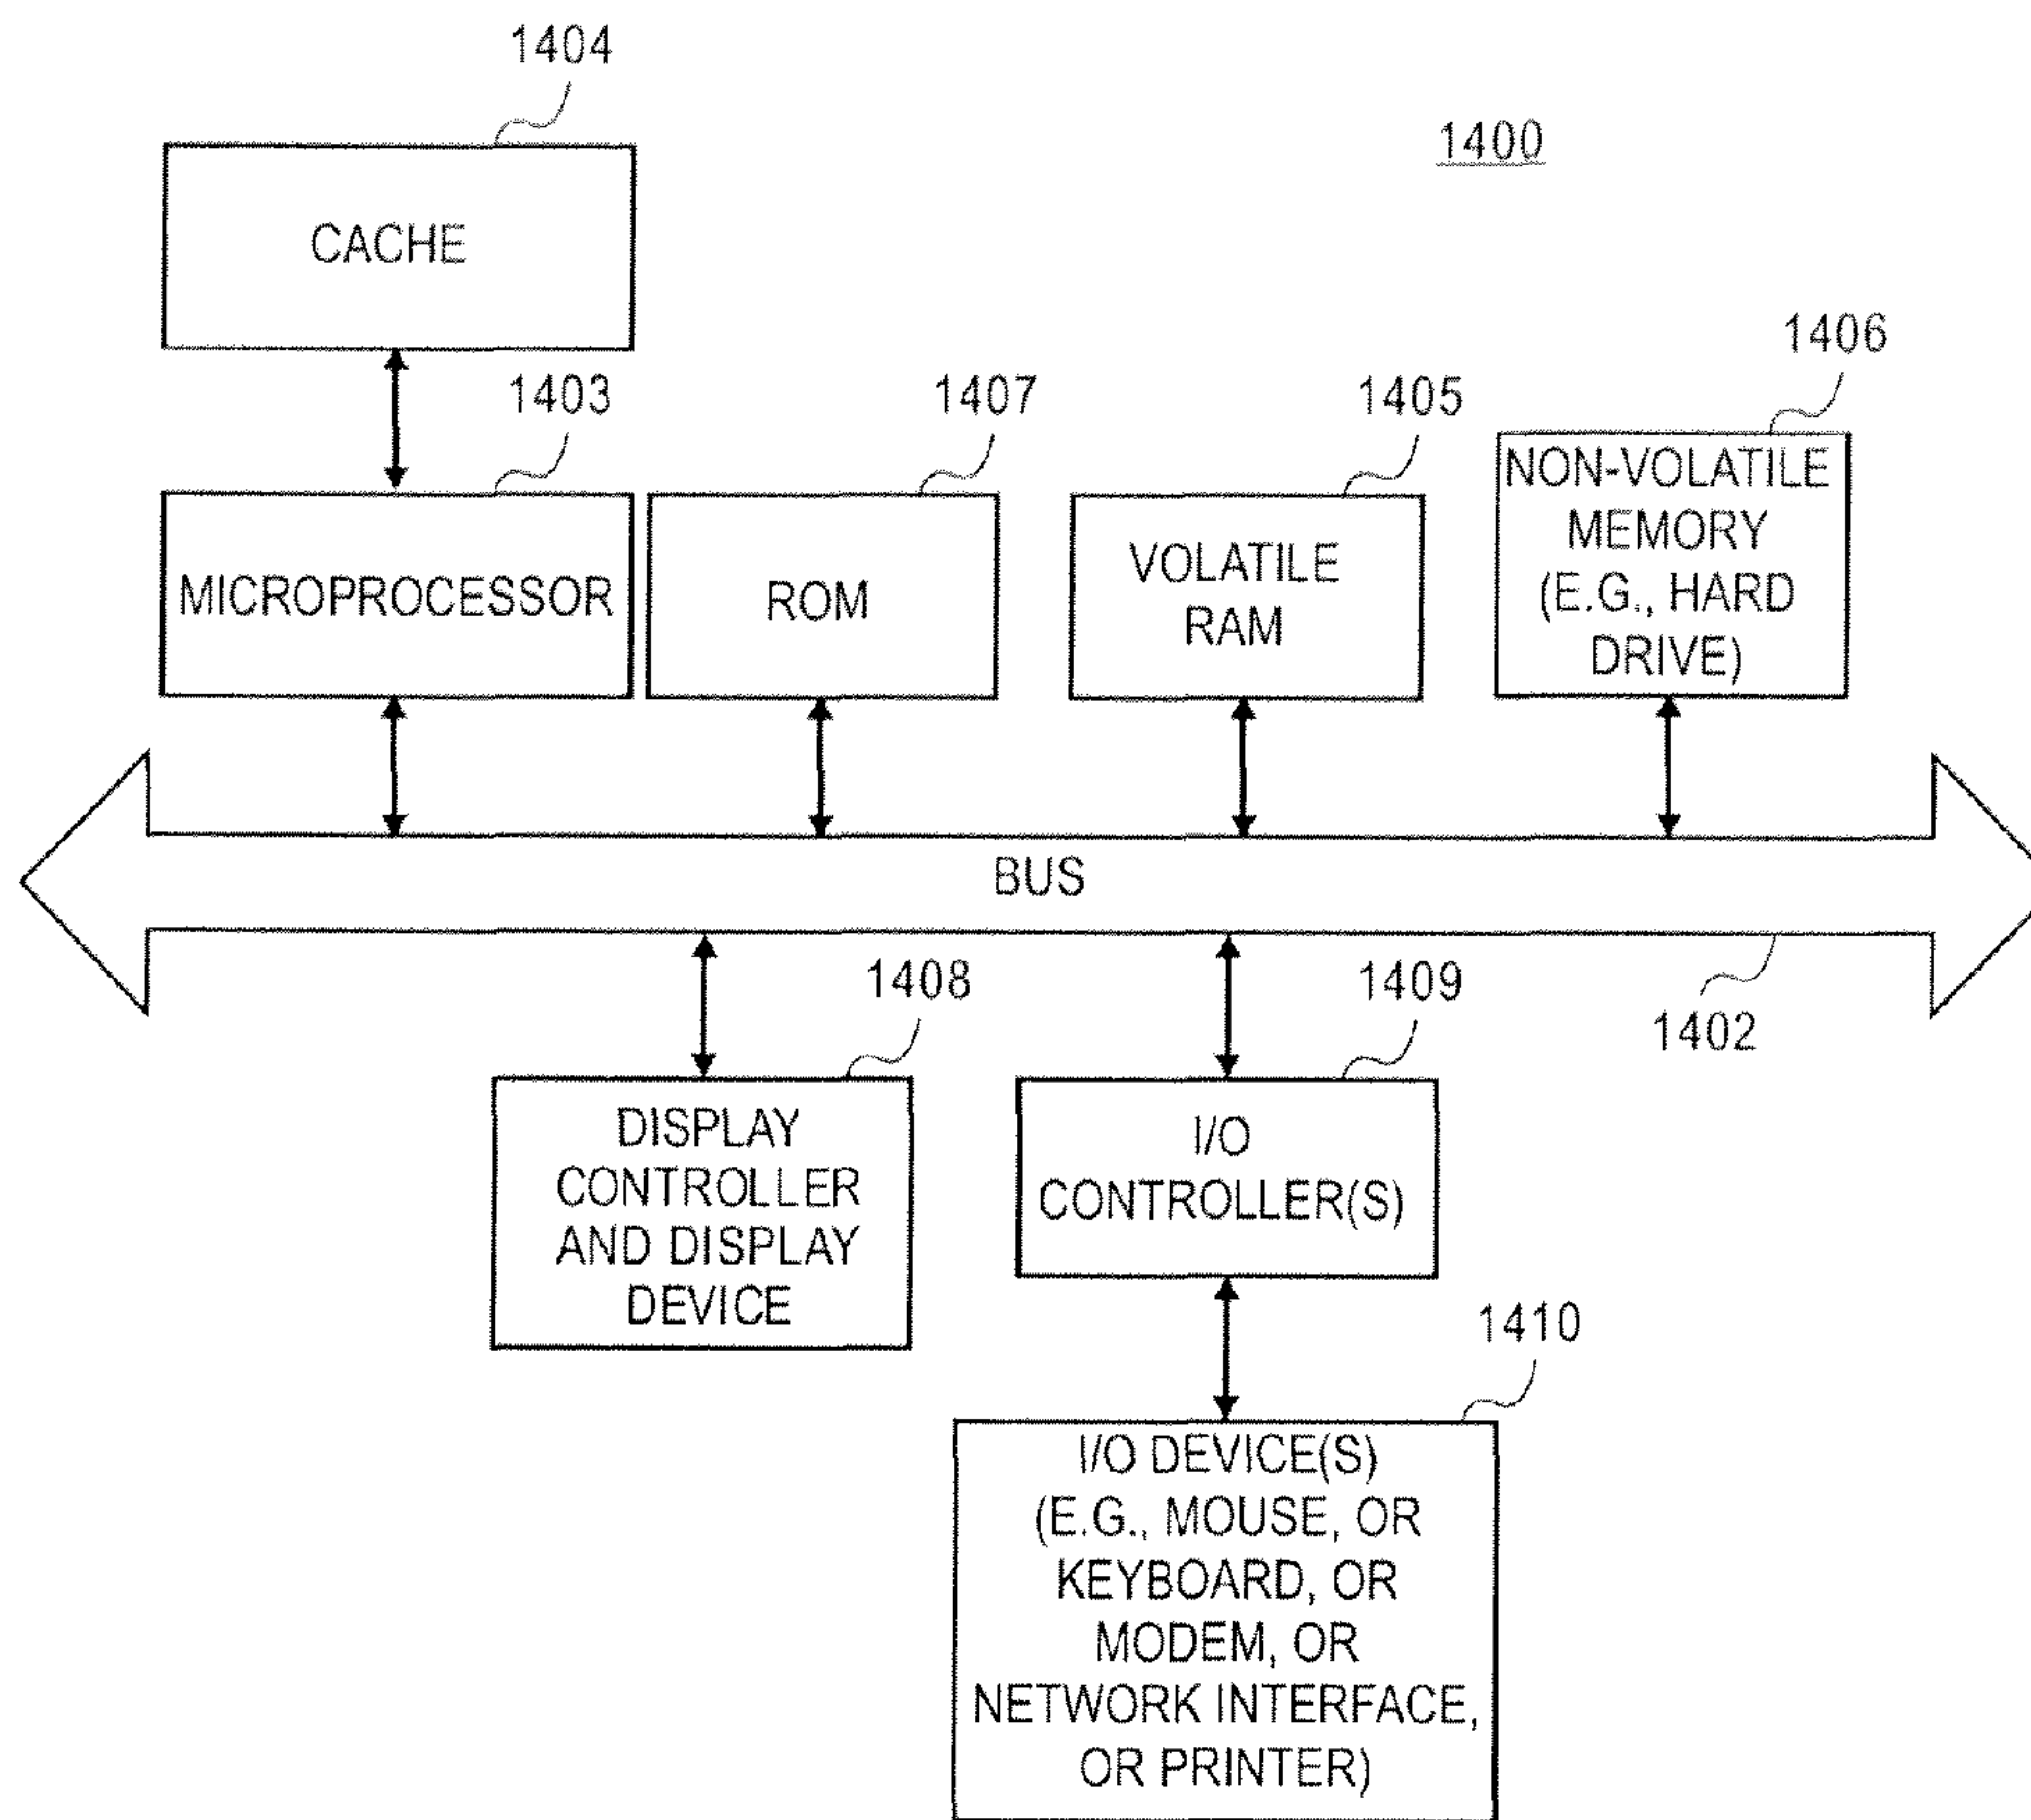 1404
1400
CACHE
1406
1403
1407
1405
NON-VOLATILE
MEMORY
(E.G., HARD
DRIVE)
MICROPROCESSOR
ROM
VOLATILE
RAM
BUS
1408
1409
1402
DISPLAY
CONTROLLER
AND DISPLAY
DEVICE
I/O
CONTROLLER(S)
1410
I/O DEVICE(S)
(E.G., MOUSE, OR
KEYBOARD, OR
MODEM, OR
NETWORK INTERFACE,
OR PRINTER)